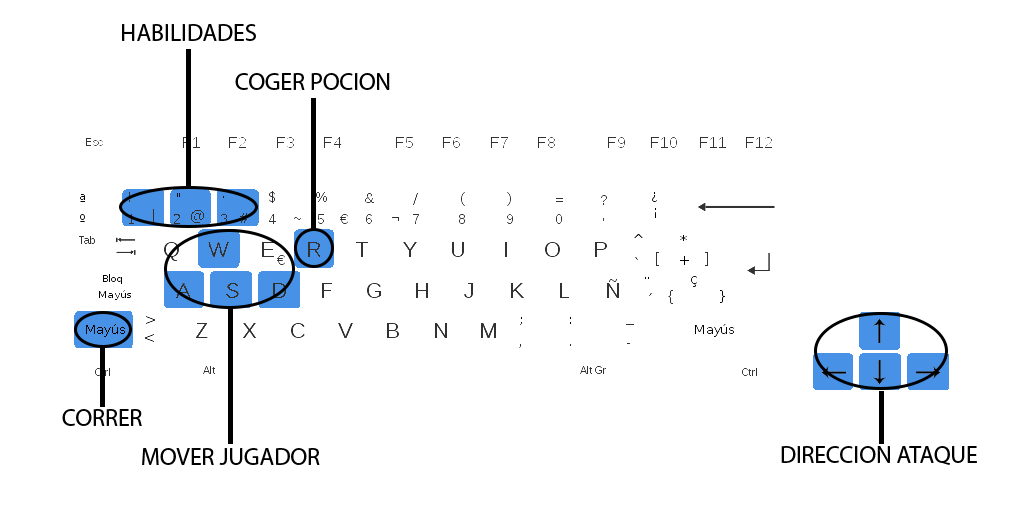 HABILIDADES
COGER POCION
Esc F1 F2 F3 F4 F5 F6 F7 F8 F9 F10 F11 F12
ª ! " · $ % & / ( ) = ? ¿
º 1 | 2 @ 3 # 4 ~ 5 € 6 ¬ 7 8 9 0 ' ¡
Tab Q W E € R T Y U I O P ^ ` [ * + ]
Bloq
Mayús A S D F G H J K L Ñ ¨ ´ { ç }
Mayús > < Z X C V B N M ; , : . _ - Mayús
Ctrl Alt Alt Gr Ctrl
↑
← ↓ →
CORRER
MOVER JUGADOR
DIRECCION ATAQUE